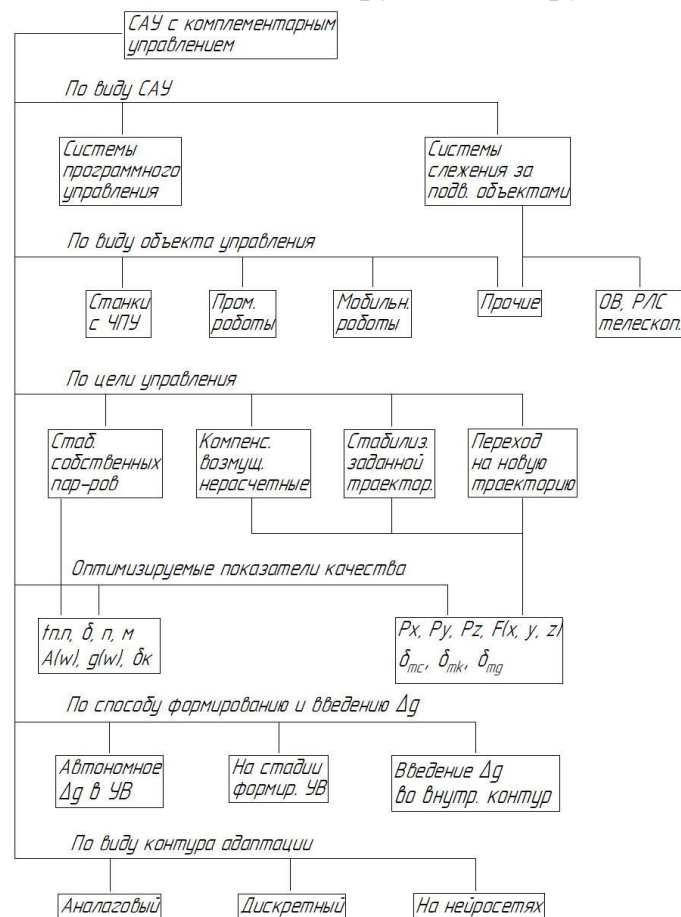 САУ с комплементарным
управлением
По виду САУ
Системы
программного
управления
Системы
слежения за
подв. объектами
По виду объекта управления
Станки
с ЧПУ
Пром.
роботы
Мобильн.
роботы
Прочие
ОВ, РЛС
телескоп.
По цели управления
Стаб.
собственных
пар-ров
Компенс.
возмущ.
нерасчетные
Стабилиз.
заданной
траектор.
Переход
на новую
траекторию
Оптимизируемые показатели качества
tп.п, δ, п, м
A(w), g(w), δк
Px, Py, Pz, F(x, y, z)
δmc, δmk, δmg
По способу формированию и введению Δg
Автономное
Δg в УВ
На стадии
формир. УВ
Введение Δg
во внутр. контур
По виду контура адаптации
Аналаговый
Дискретный
На нейросетях